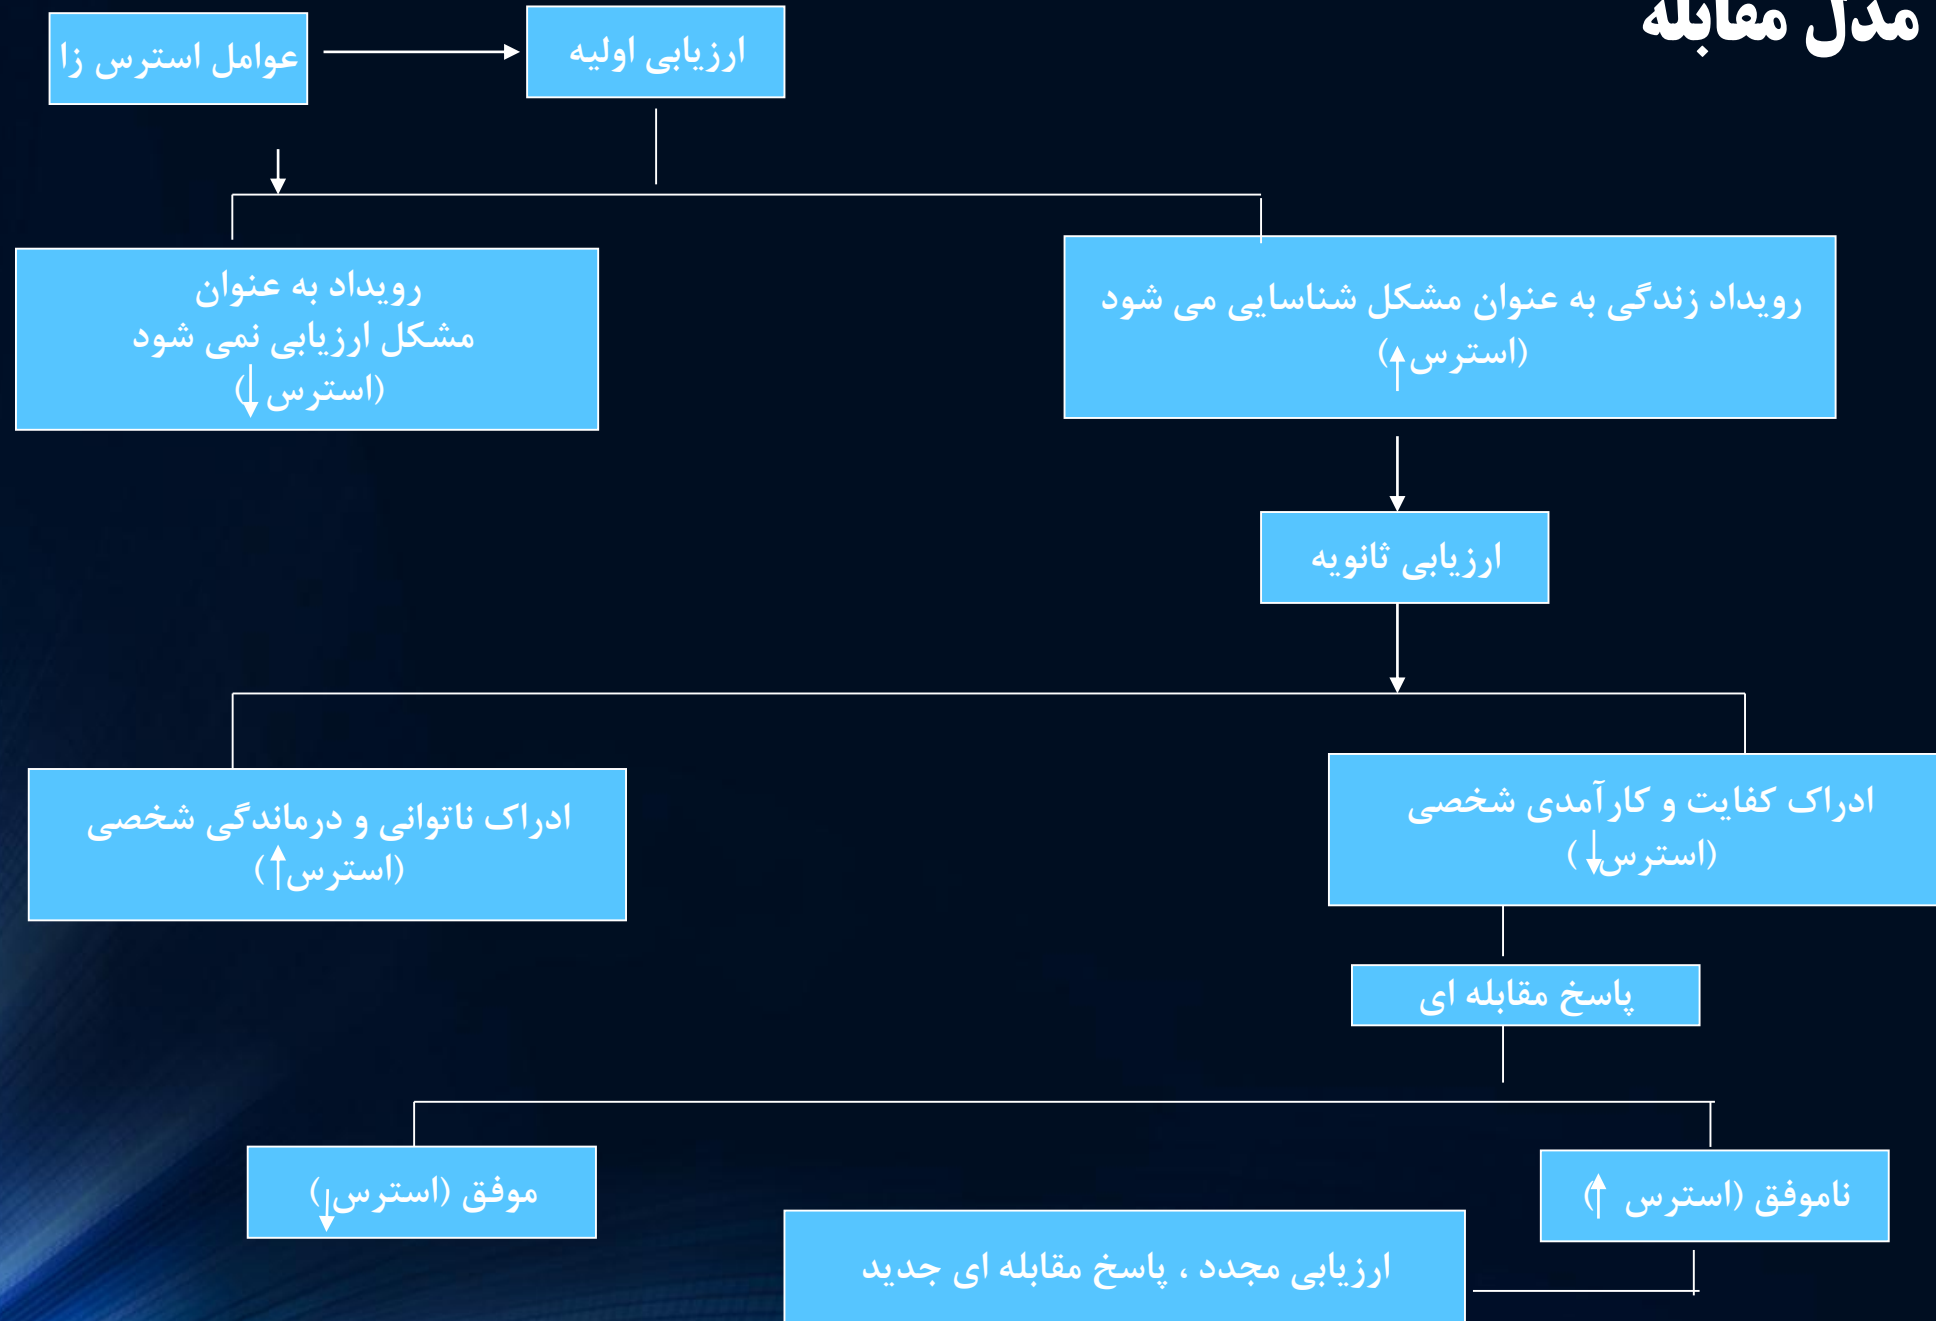 مدل مقابله
عوامل استرس زا
ارزیابی اولیه
رویداد به عنوان
مشکل ارزیابی نمی شود
(استرس )
رویداد زندگی به عنوان مشکل شناسایی می شود
(استرس )
ارزیابی ثانویه
ادراک کفایت و کارآمدی شخصی
(استرس )
ادراک ناتوانی و درماندگی شخصی
(استرس )
پاسخ مقابله ای
ناموفق (استرس )
موفق (استرس )
ارزیابی مجدد ، پاسخ مقابله ای جدید